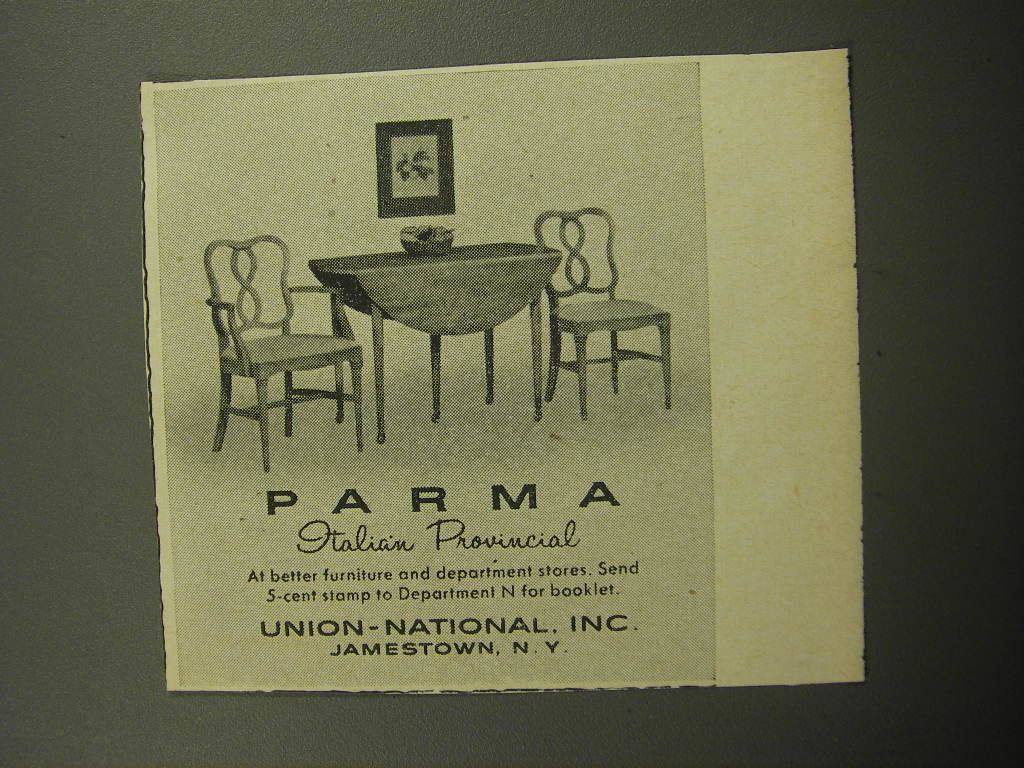 PARMA
Italian Provincial
At better furniture and department stores. Send
5-cent stamp to Department N for booklet.
UNION-NATIONAL, INC.
JAMESTOWN, N.Y.